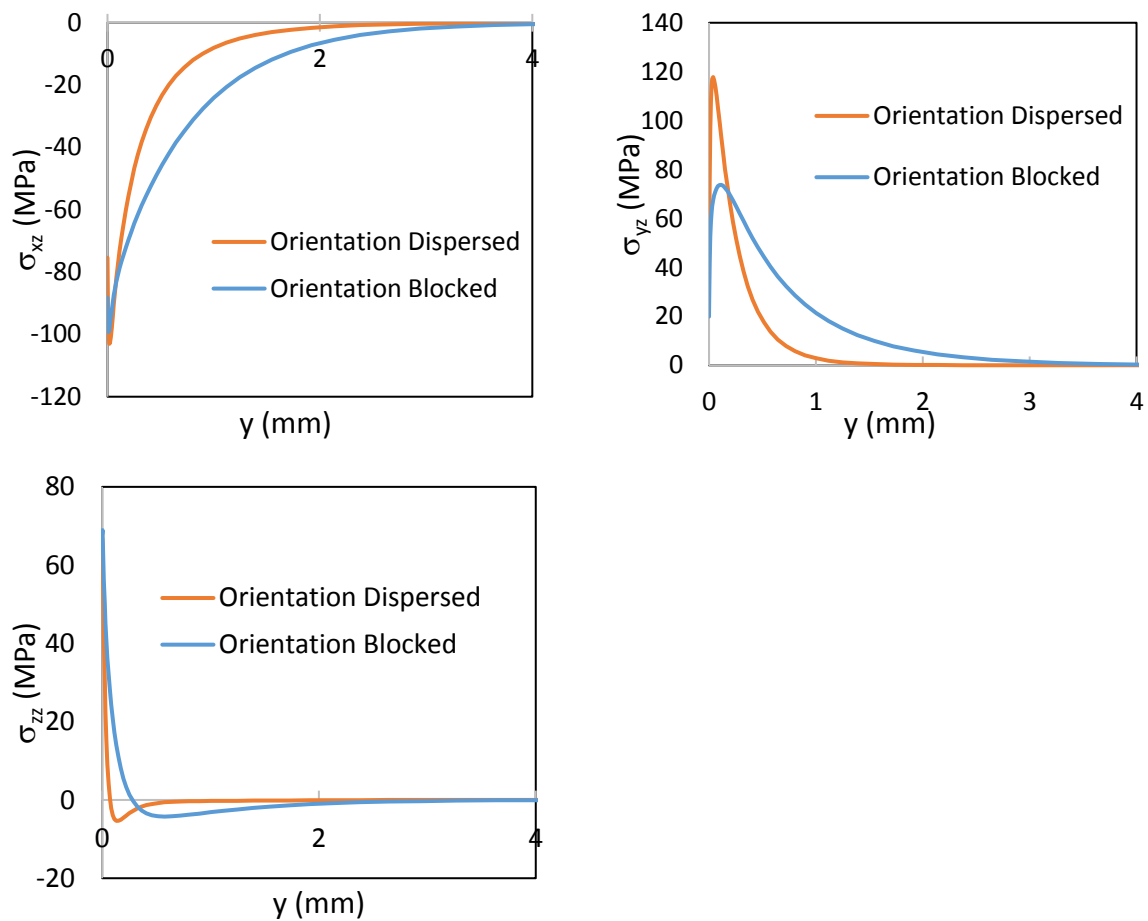 0
-20
-40
-60
-80
-100
-120
0
2
4
σxz (MPa)
y (mm)
Orientation Dispersed
Orientation Blocked
140
120
100
80
60
40
20
0
0
1
2
3
4
σyz (MPa)
y (mm)
Orientation Dispersed
Orientation Blocked
80
60
40
20
0
-20
0
2
4
σzz (MPa)
y (mm)
Orientation Dispersed
Orientation Blocked